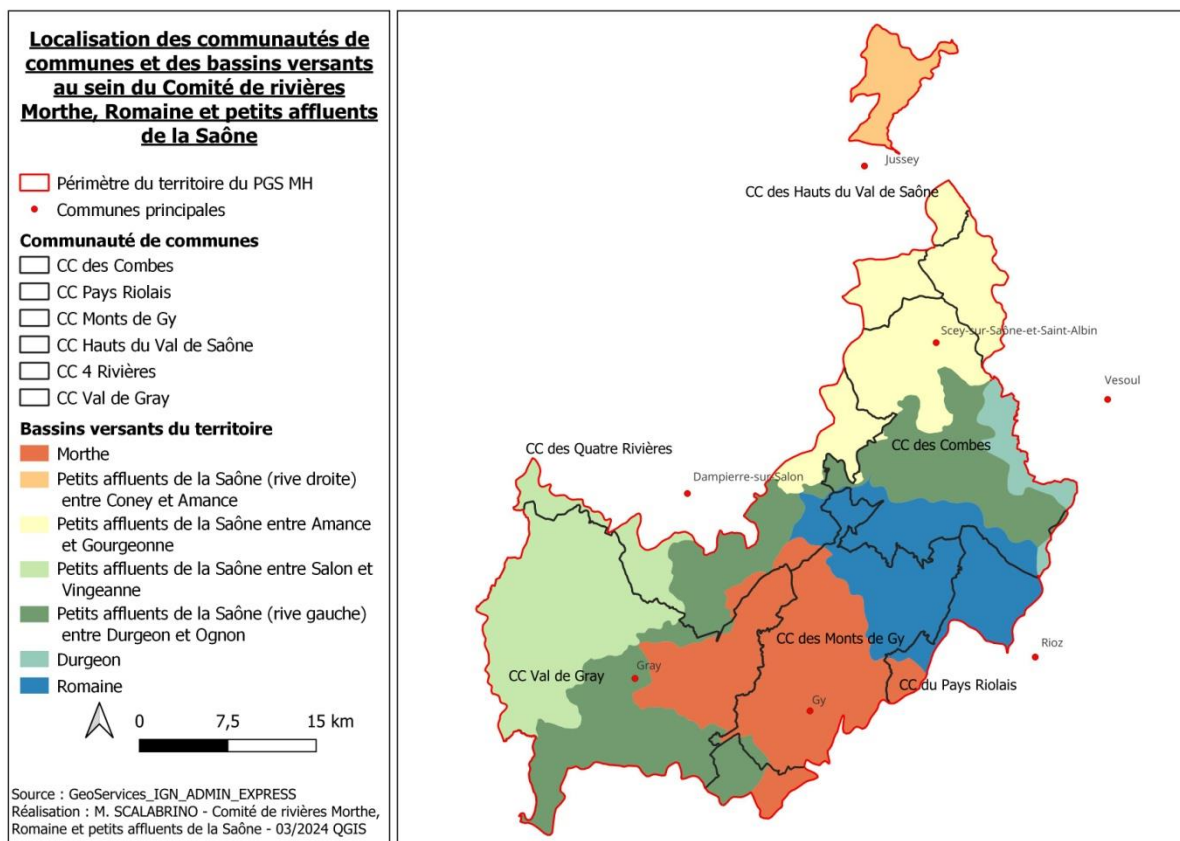 Localisation des communautés de
communes et des bassins versants
au sein du Comité de rivières
Morthe, Romaine et petits affluents
de la Saône
Périmètre du territoire du PGS MH
Communes principales
Communauté de communes
CC des Combes
CC Pays Riolais
CC Monts de Gy
CC Hauts du Val de Saône
CC 4 Rivières
CC Val de Gray
Bassins versants du territoire
Morthe
Petits affluents de la Saône (rive droite)
entre Coney et Amance
Petits affluents de la Saône entre Amance
et Gourgeonne
Petits affluents de la Saône entre Salon et
Vingeanne
Petits affluents de la Saône (rive gauche)
entre Durgeon et Ognon
Durgeon
Romaine
0 7,5 15 km
Source : GeoServices_IGN_ADMIN_EXPRESS
Réalisation : M. SCALABRINO - Comité de rivières Morthe,
Romaine et petits affluents de la Saône - 03/2024 QGIS
Jussey
CC des Hauts du Val de Saône
Scey-sur-Saône-et-Saint-Albin
Vesoul
CC des Combes
CC des Quatre Rivières
Dampierre-sur-Salon
CC des Monts de Gy
Rioz
Gray
CC Val de Gray
CC du Pays Riolais
Gy